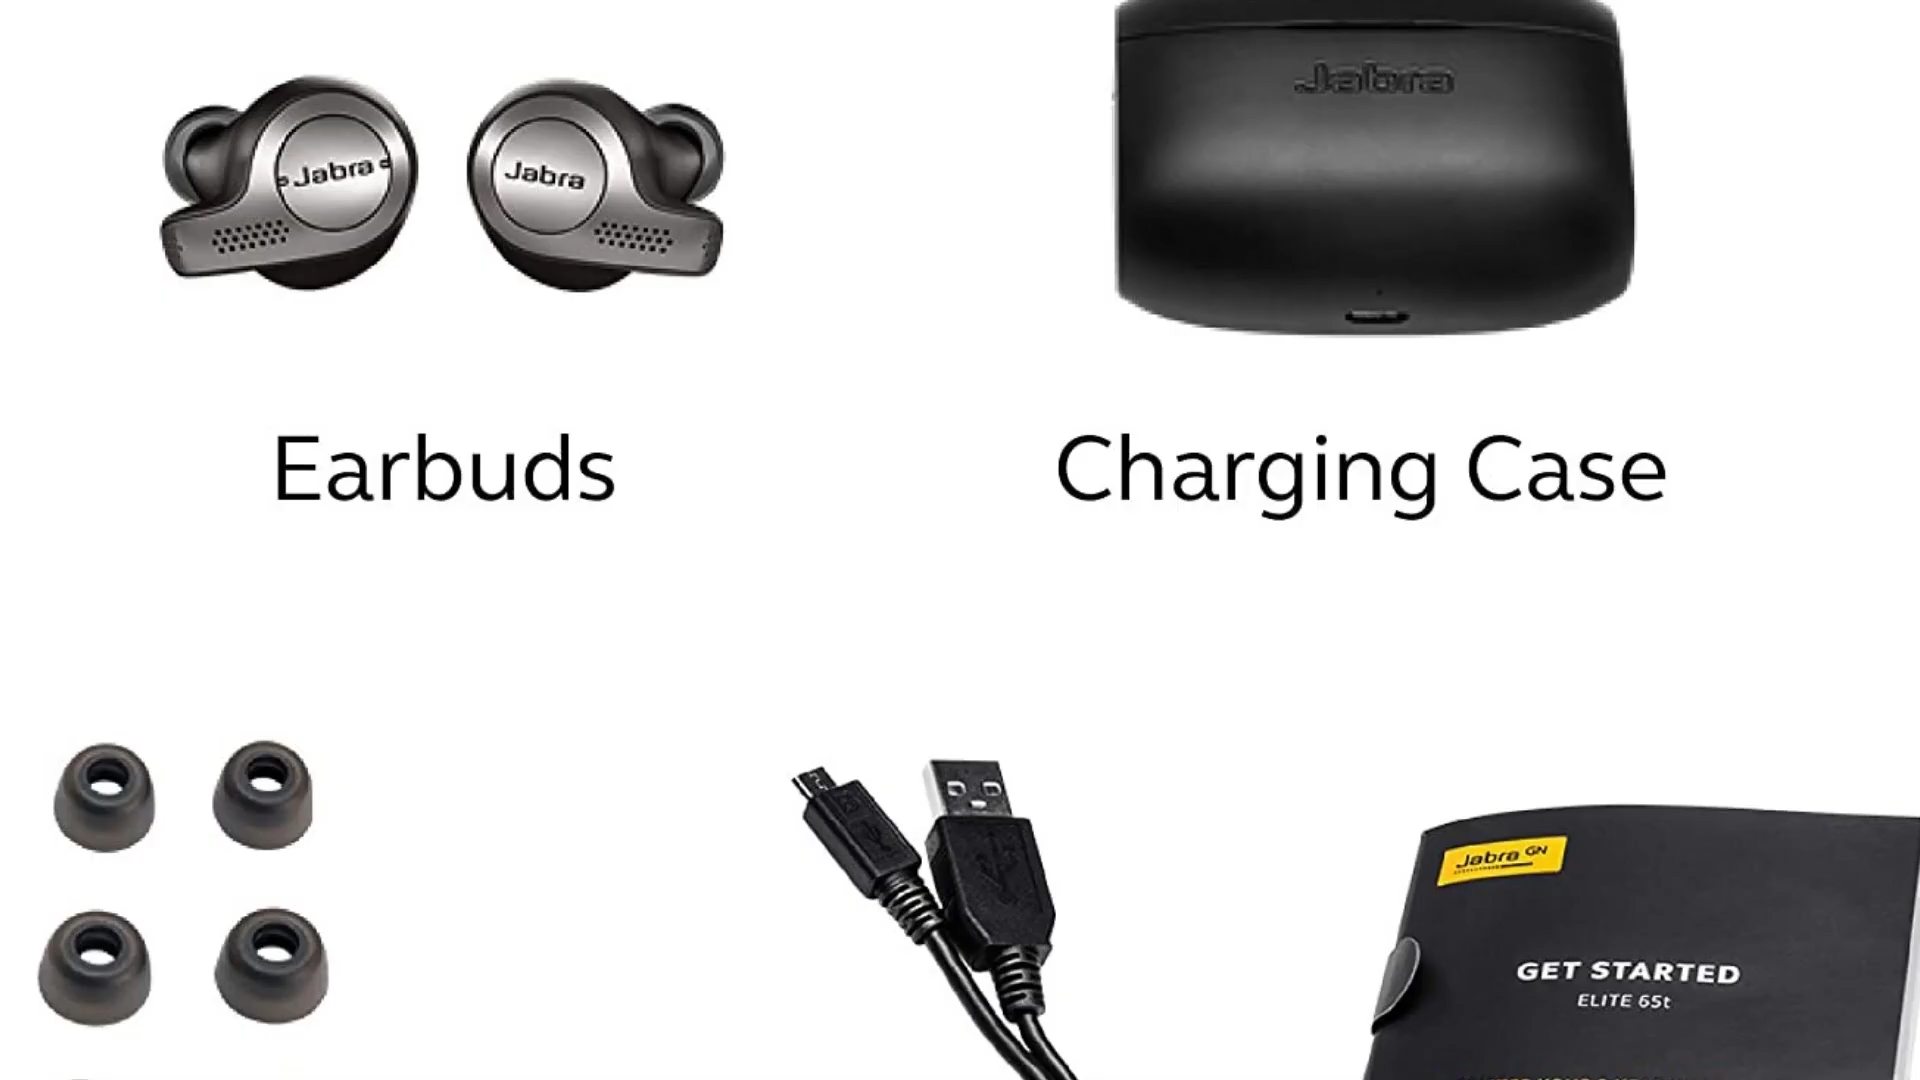 Jabra
Jabra
Jabra
Earbuds
Charging Case
Jabra GN
GET STARTED
ELITE 65t